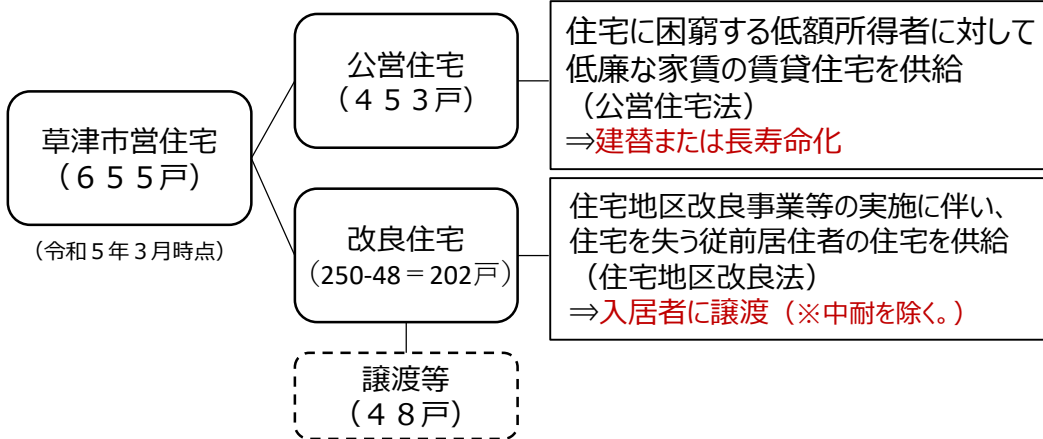 草津市営住宅
（６５５戸）
（令和５年３月時点）
公営住宅
（４５３戸）
住宅に困窮する低額所得者に対して
低廉な家賃の賃貸住宅を供給
（公営住宅法）
⇒建替または長寿命化
改良住宅
（250-48＝202戸）
住宅地区改良事業等の実施に伴い、
住宅を失う従前居住者の住宅を供給
（住宅地区改良法）
⇒入居者に譲渡（※中耐を除く。）
譲渡等
（４８戸）